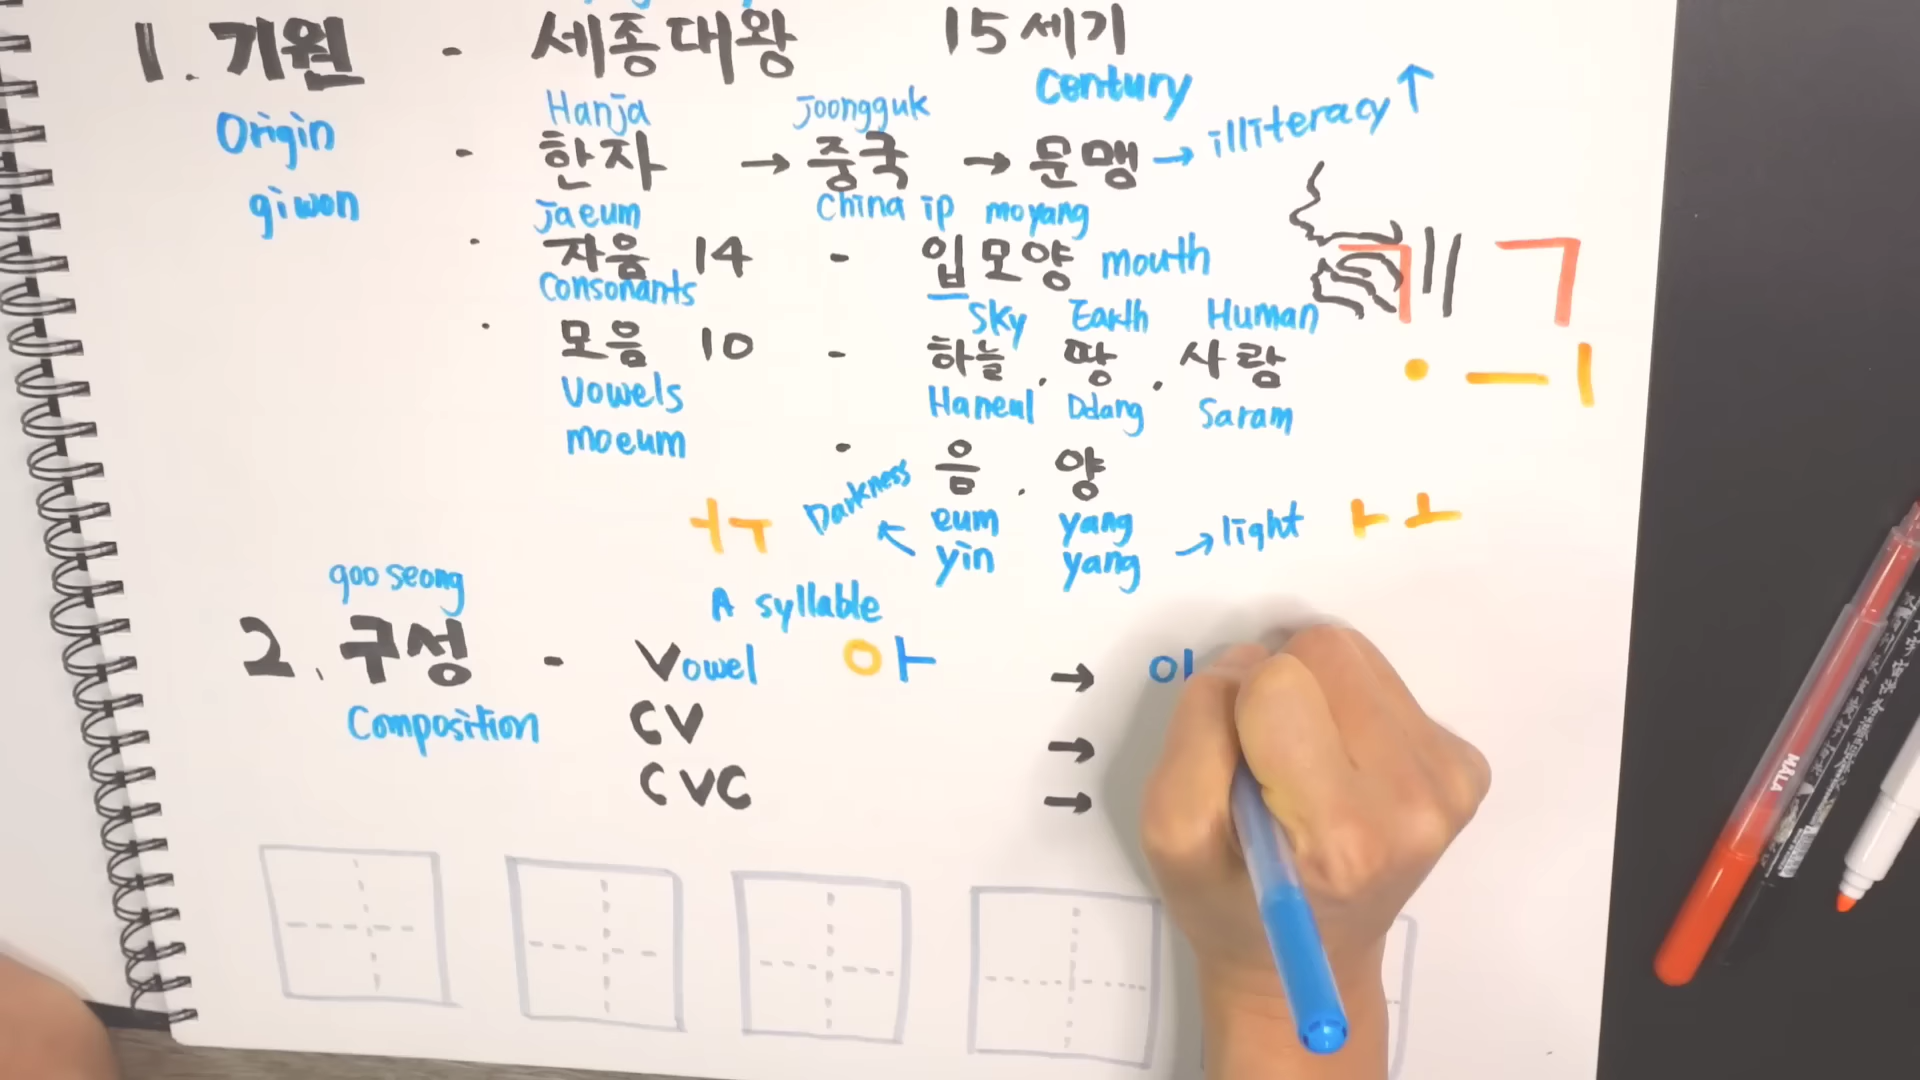 1. 기원 - 세종대왕 15세기
Century
Origin
giwon
Hanja Joongguk
- 한자 → 중국 → 문맹 → illiteracy ↑
Jaeum China ip moyang
· 자음 14 - 입모양 mouth ㄱ
Consonants
Sky Earth Human
· 모음 10 - 하늘 . 땅 . 사람 · ㅡ ㅣ
Vowels Haneul Ddang Saram
moeum
· 음 . 양
ㅓㅜ Darkness ← eum yang → light ㅏㅗ
yin yang
goo seong
A syllable
2. 구성 - Vowel 아 → 이
Composition
CV →
CVC →
MALA